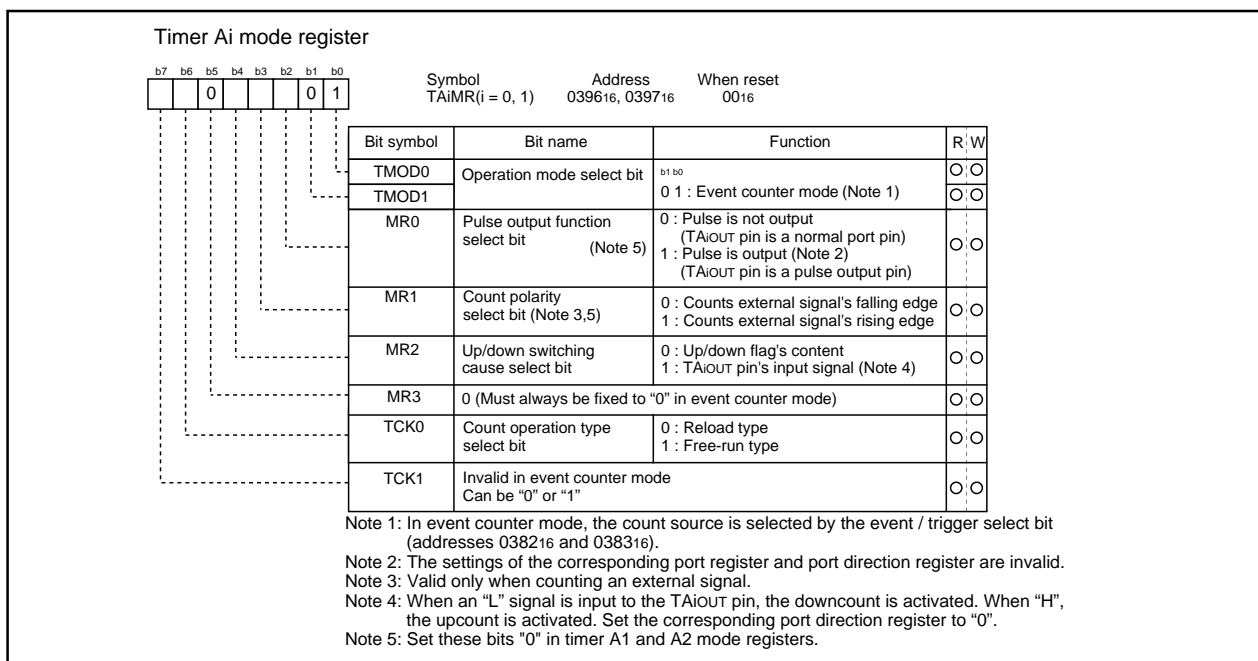 Timer Ai mode register
b7 b6 b5 b4 b3 b2 b1 b0
0 0 1
Symbol Address When reset
TAiMR(i = 0, 1) 039616, 039716 0016
Bit symbol Bit name Function R W
TMOD0 Operation mode select bit b1 b0
TMOD1 0 1 : Event counter mode (Note 1)
MR0 Pulse output function 0 : Pulse is not output
select bit (Note 5) (TAiOUT pin is a normal port pin)
1 : Pulse is output (Note 2)
(TAiOUT pin is a pulse output pin)
MR1 Count polarity 0 : Counts external signal's falling edge
select bit (Note 3,5) 1 : Counts external signal's rising edge
MR2 Up/down switching 0 : Up/down flag's content
cause select bit 1 : TAiOUT pin's input signal (Note 4)
MR3 0 (Must always be fixed to “0” in event counter mode)
TCK0 Count operation type 0 : Reload type
select bit 1 : Free-run type
TCK1 Invalid in event counter mode
Can be “0” or “1”
Note 1: In event counter mode, the count source is selected by the event / trigger select bit
(addresses 038216 and 038316).
Note 2: The settings of the corresponding port register and port direction register are invalid.
Note 3: Valid only when counting an external signal.
Note 4: When an “L” signal is input to the TAiOUT pin, the downcount is activated. When “H”,
the upcount is activated. Set the corresponding port direction register to “0”.
Note 5: Set these bits "0" in timer A1 and A2 mode registers.